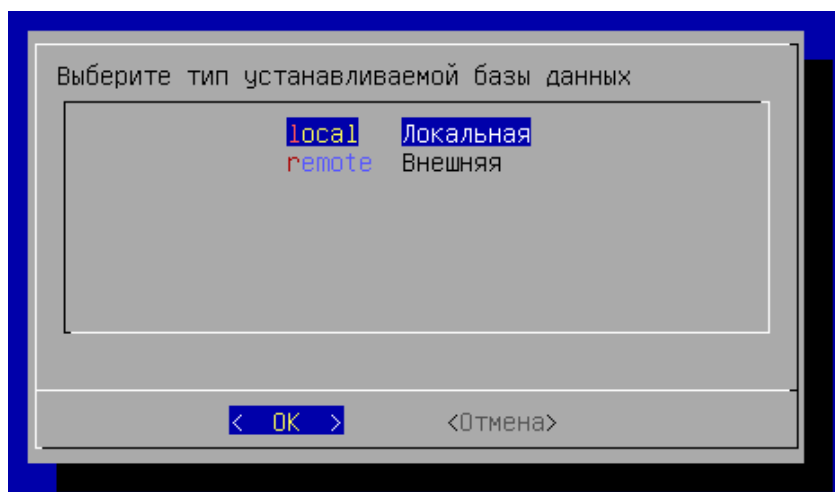 Выберите тип устанавливаемой базы данных
local Локальная
remote Внешняя
< OK > <Отмена>